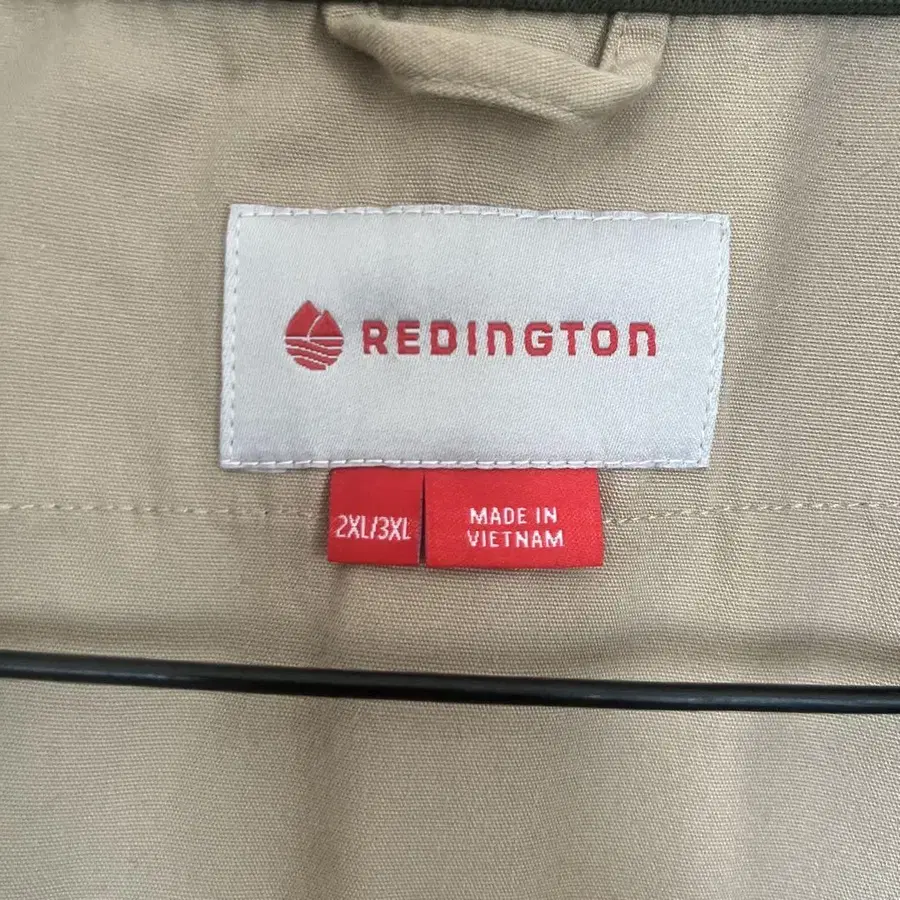 REDINGTON
2XL/3XL
MADE IN
VIETNAM